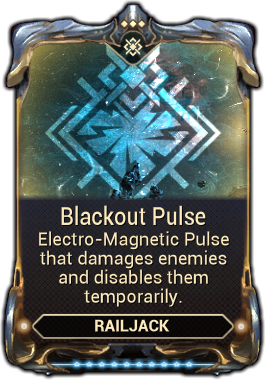 Blackout Pulse
Electro-Magnetic Pulse
that damages enemies
and disables them
temporarily.
RAILJACK